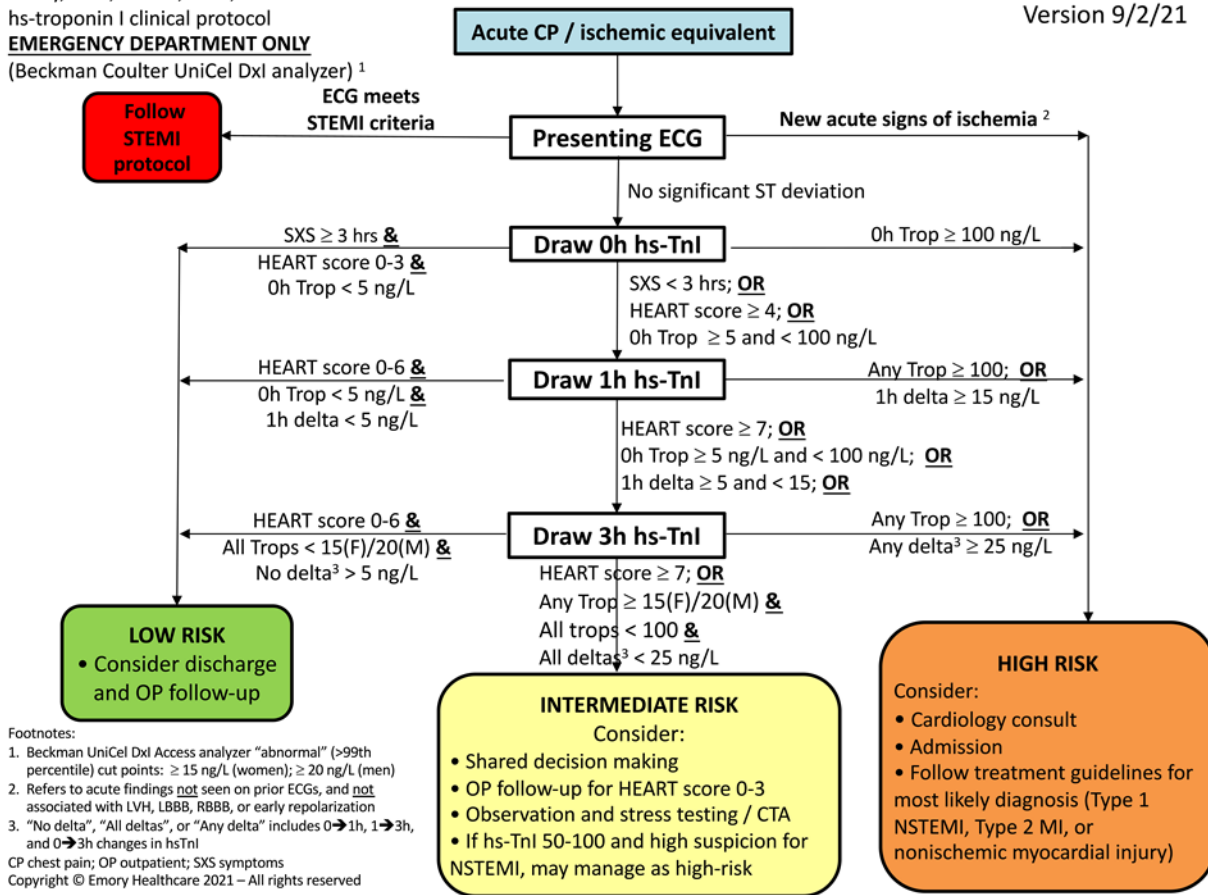 hs-troponin I clinical protocol
EMERGENCY DEPARTMENT ONLY
(Beckman Coulter UniCel DxI analyzer) 1
Version 9/2/21
Acute CP / ischemic equivalent
ECG meets
STEMI criteria
Follow
STEMI
protocol
Presenting ECG
New acute signs of ischemia 2
No significant ST deviation
SXS ≥ 3 hrs &
HEART score 0-3 &
0h Trop < 5 ng/L
Draw 0h hs-TnI
0h Trop ≥ 100 ng/L
SXS < 3 hrs; OR
HEART score ≥ 4; OR
0h Trop ≥ 5 and < 100 ng/L
HEART score 0-6 &
0h Trop < 5 ng/L &
1h delta < 5 ng/L
Draw 1h hs-TnI
Any Trop ≥ 100; OR
1h delta ≥ 15 ng/L
HEART score ≥ 7; OR
0h Trop ≥ 5 ng/L and < 100 ng/L; OR
1h delta ≥ 5 and < 15; OR
HEART score 0-6 &
All Trops < 15(F)/20(M) &
No delta3 > 5 ng/L
Draw 3h hs-TnI
Any Trop ≥ 100; OR
Any delta3 ≥ 25 ng/L
HEART score ≥ 7; OR
Any Trop ≥ 15(F)/20(M) &
All trops < 100 &
All deltas3 < 25 ng/L
LOW RISK
• Consider discharge
and OP follow-up
INTERMEDIATE RISK
Consider:
• Shared decision making
• OP follow-up for HEART score 0-3
• Observation and stress testing / CTA
• If hs-TnI 50-100 and high suspicion for
NSTEMI, may manage as high-risk
HIGH RISK
Consider:
• Cardiology consult
• Admission
• Follow treatment guidelines for
most likely diagnosis (Type 1
NSTEMI, Type 2 MI, or
nonischemic myocardial injury)
Footnotes:
1. Beckman UniCel DxI Access analyzer “abnormal” (>99th
percentile) cut points: ≥ 15 ng/L (women); ≥ 20 ng/L (men)
2. Refers to acute findings not seen on prior ECGs, and not
associated with LVH, LBBB, RBBB, or early repolarization
3. “No delta”, “All deltas”, or “Any delta” includes 0➔1h, 1➔3h,
and 0➔3h changes in hsTnI
CP chest pain; OP outpatient; SXS symptoms
Copyright © Emory Healthcare 2021 – All rights reserved